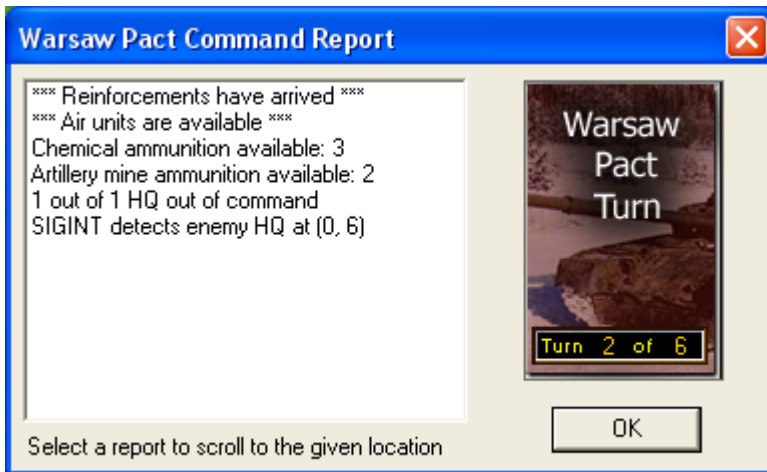 Warsaw Pact Command Report
*** Reinforcements have arrived ***
*** Air units are available ***
Chemical ammunition available: 3
Artillery mine ammunition available: 2
1 out of 1 HQ out of command
SIGINT detects enemy HQ at (0, 6)
Select a report to scroll to the given location
Warsaw
Pact
Turn
Turn 2 of 6
OK